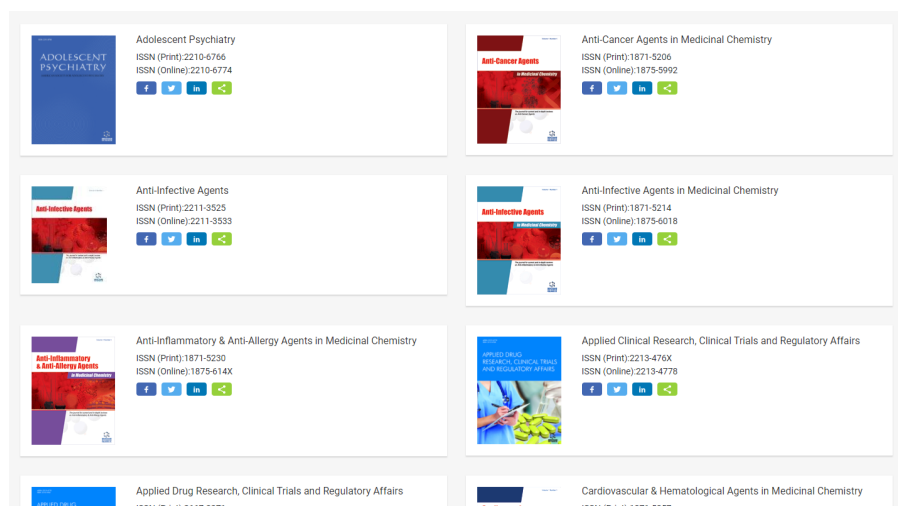 Adolescent Psychiatry
ISSN (Print):2210-6766
ISSN (Online):2210-6774
ADOLESCENT
PSYCHIATRY
Anti-Cancer Agents in Medicinal Chemistry
ISSN (Print):1871-5206
ISSN (Online):1875-5992
Anti-Cancer Agents
in Medicinal Chemistry
Anti-Infective Agents
ISSN (Print):2211-3525
ISSN (Online):2211-3533
Anti-Infective Agents
Anti-Infective Agents in Medicinal Chemistry
ISSN (Print):1871-5214
ISSN (Online):1875-6018
Anti-Infective Agents
in Medicinal Chemistry
Anti-Inflammatory & Anti-Allergy Agents in Medicinal Chemistry
ISSN (Print):1871-5230
ISSN (Online):1875-614X
Anti-Inflammatory
& Anti-Allergy Agents
in Medicinal Chemistry
Applied Clinical Research, Clinical Trials and Regulatory Affairs
ISSN (Print):2213-476X
ISSN (Online):2213-4778
APPLIED DRUG
RESEARCH, CLINICAL TRIALS
AND REGULATORY AFFAIRS
Applied Drug Research, Clinical Trials and Regulatory Affairs
APPLIED DRUG
Cardiovascular & Hematological Agents in Medicinal Chemistry